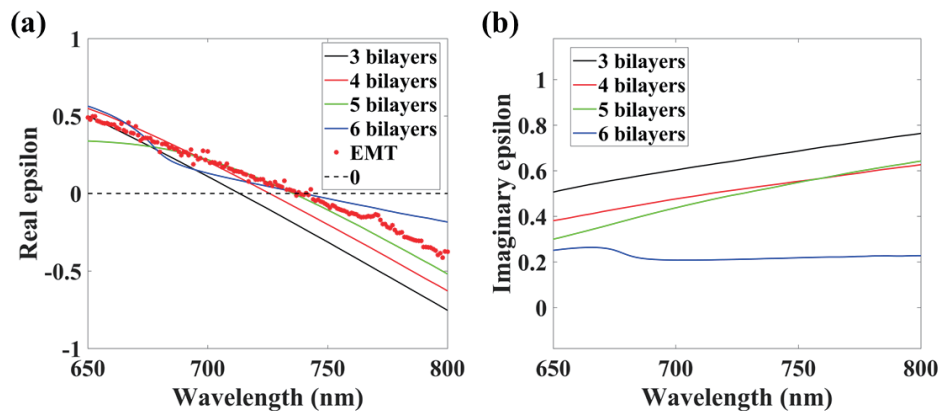 (a)
1
0.5
0
-0.5
-1
Real epsilon
3 bilayers
4 bilayers
5 bilayers
6 bilayers
EMT
0
650
700
750
800
Wavelength (nm)
(b)
1
0.8
0.6
0.4
0.2
0
Imaginary epsilon
3 bilayers
4 bilayers
5 bilayers
6 bilayers
650
700
750
800
Wavelength (nm)